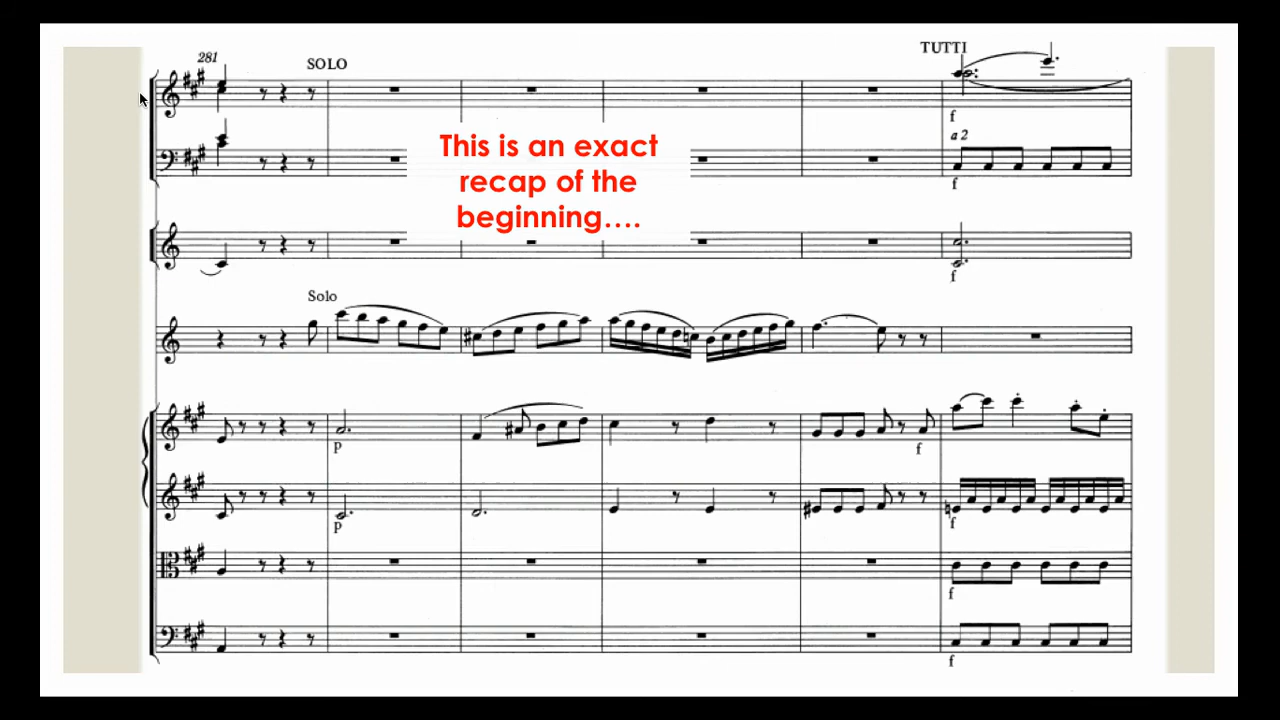 TUTTI
281
SOLO
f
a 2
This is an exact
recap of the
beginning....
f
f
Solo
p
f
p
f
f
f